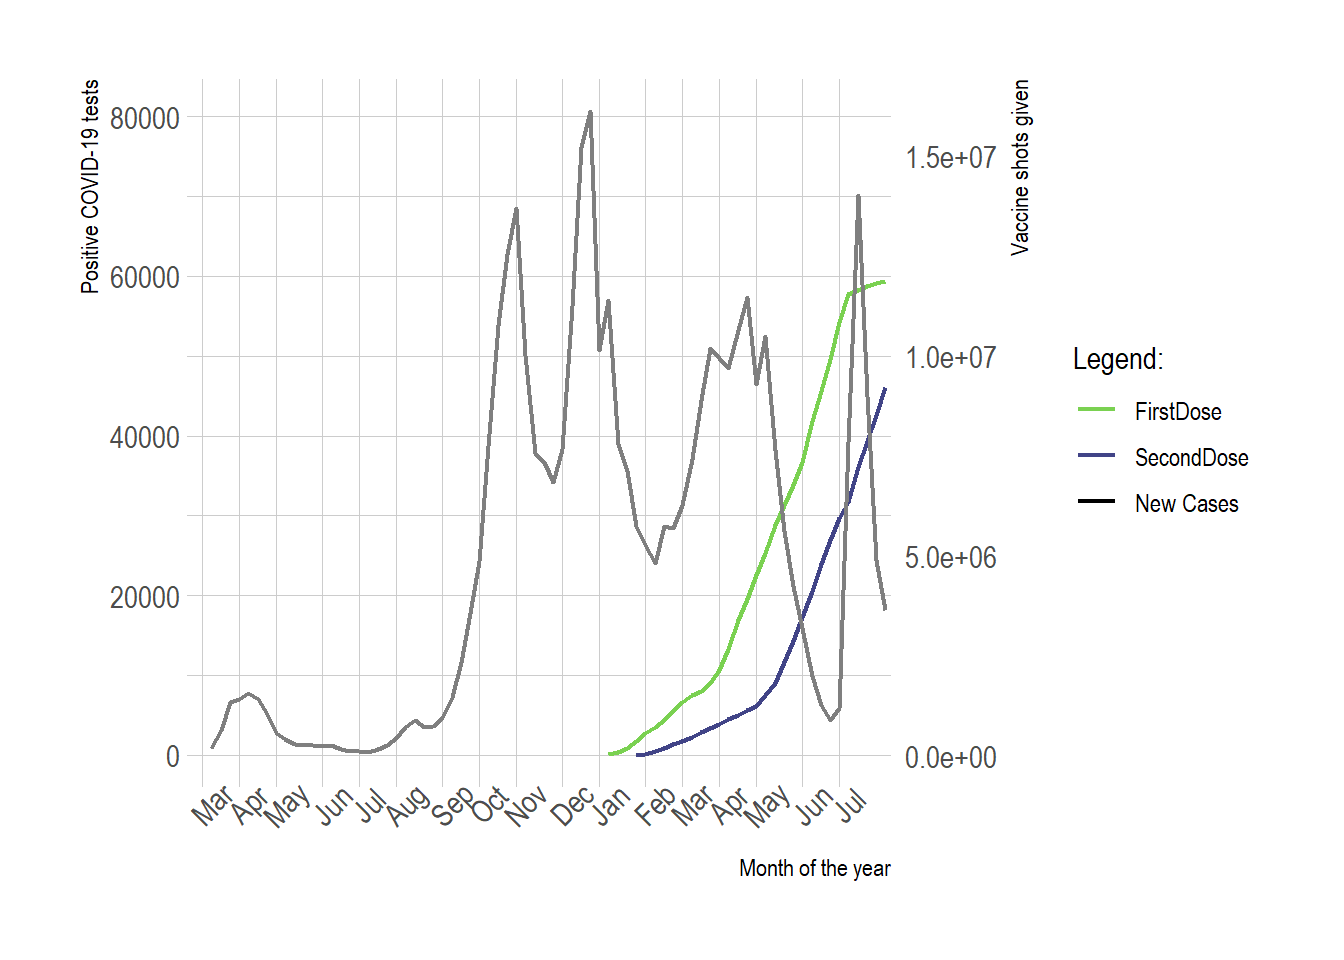 Positive COVID-19 tests
80000
60000
40000
20000
0
Vaccine shots given
1.5e+07
1.0e+07
5.0e+06
0.0e+00
Mar
Apr
May
Jun
Jul
Aug
Sep
Oct
Nov
Dec
Jan
Feb
Mar
Apr
May
Jun
Jul
Month of the year
Legend:
FirstDose
SecondDose
New Cases